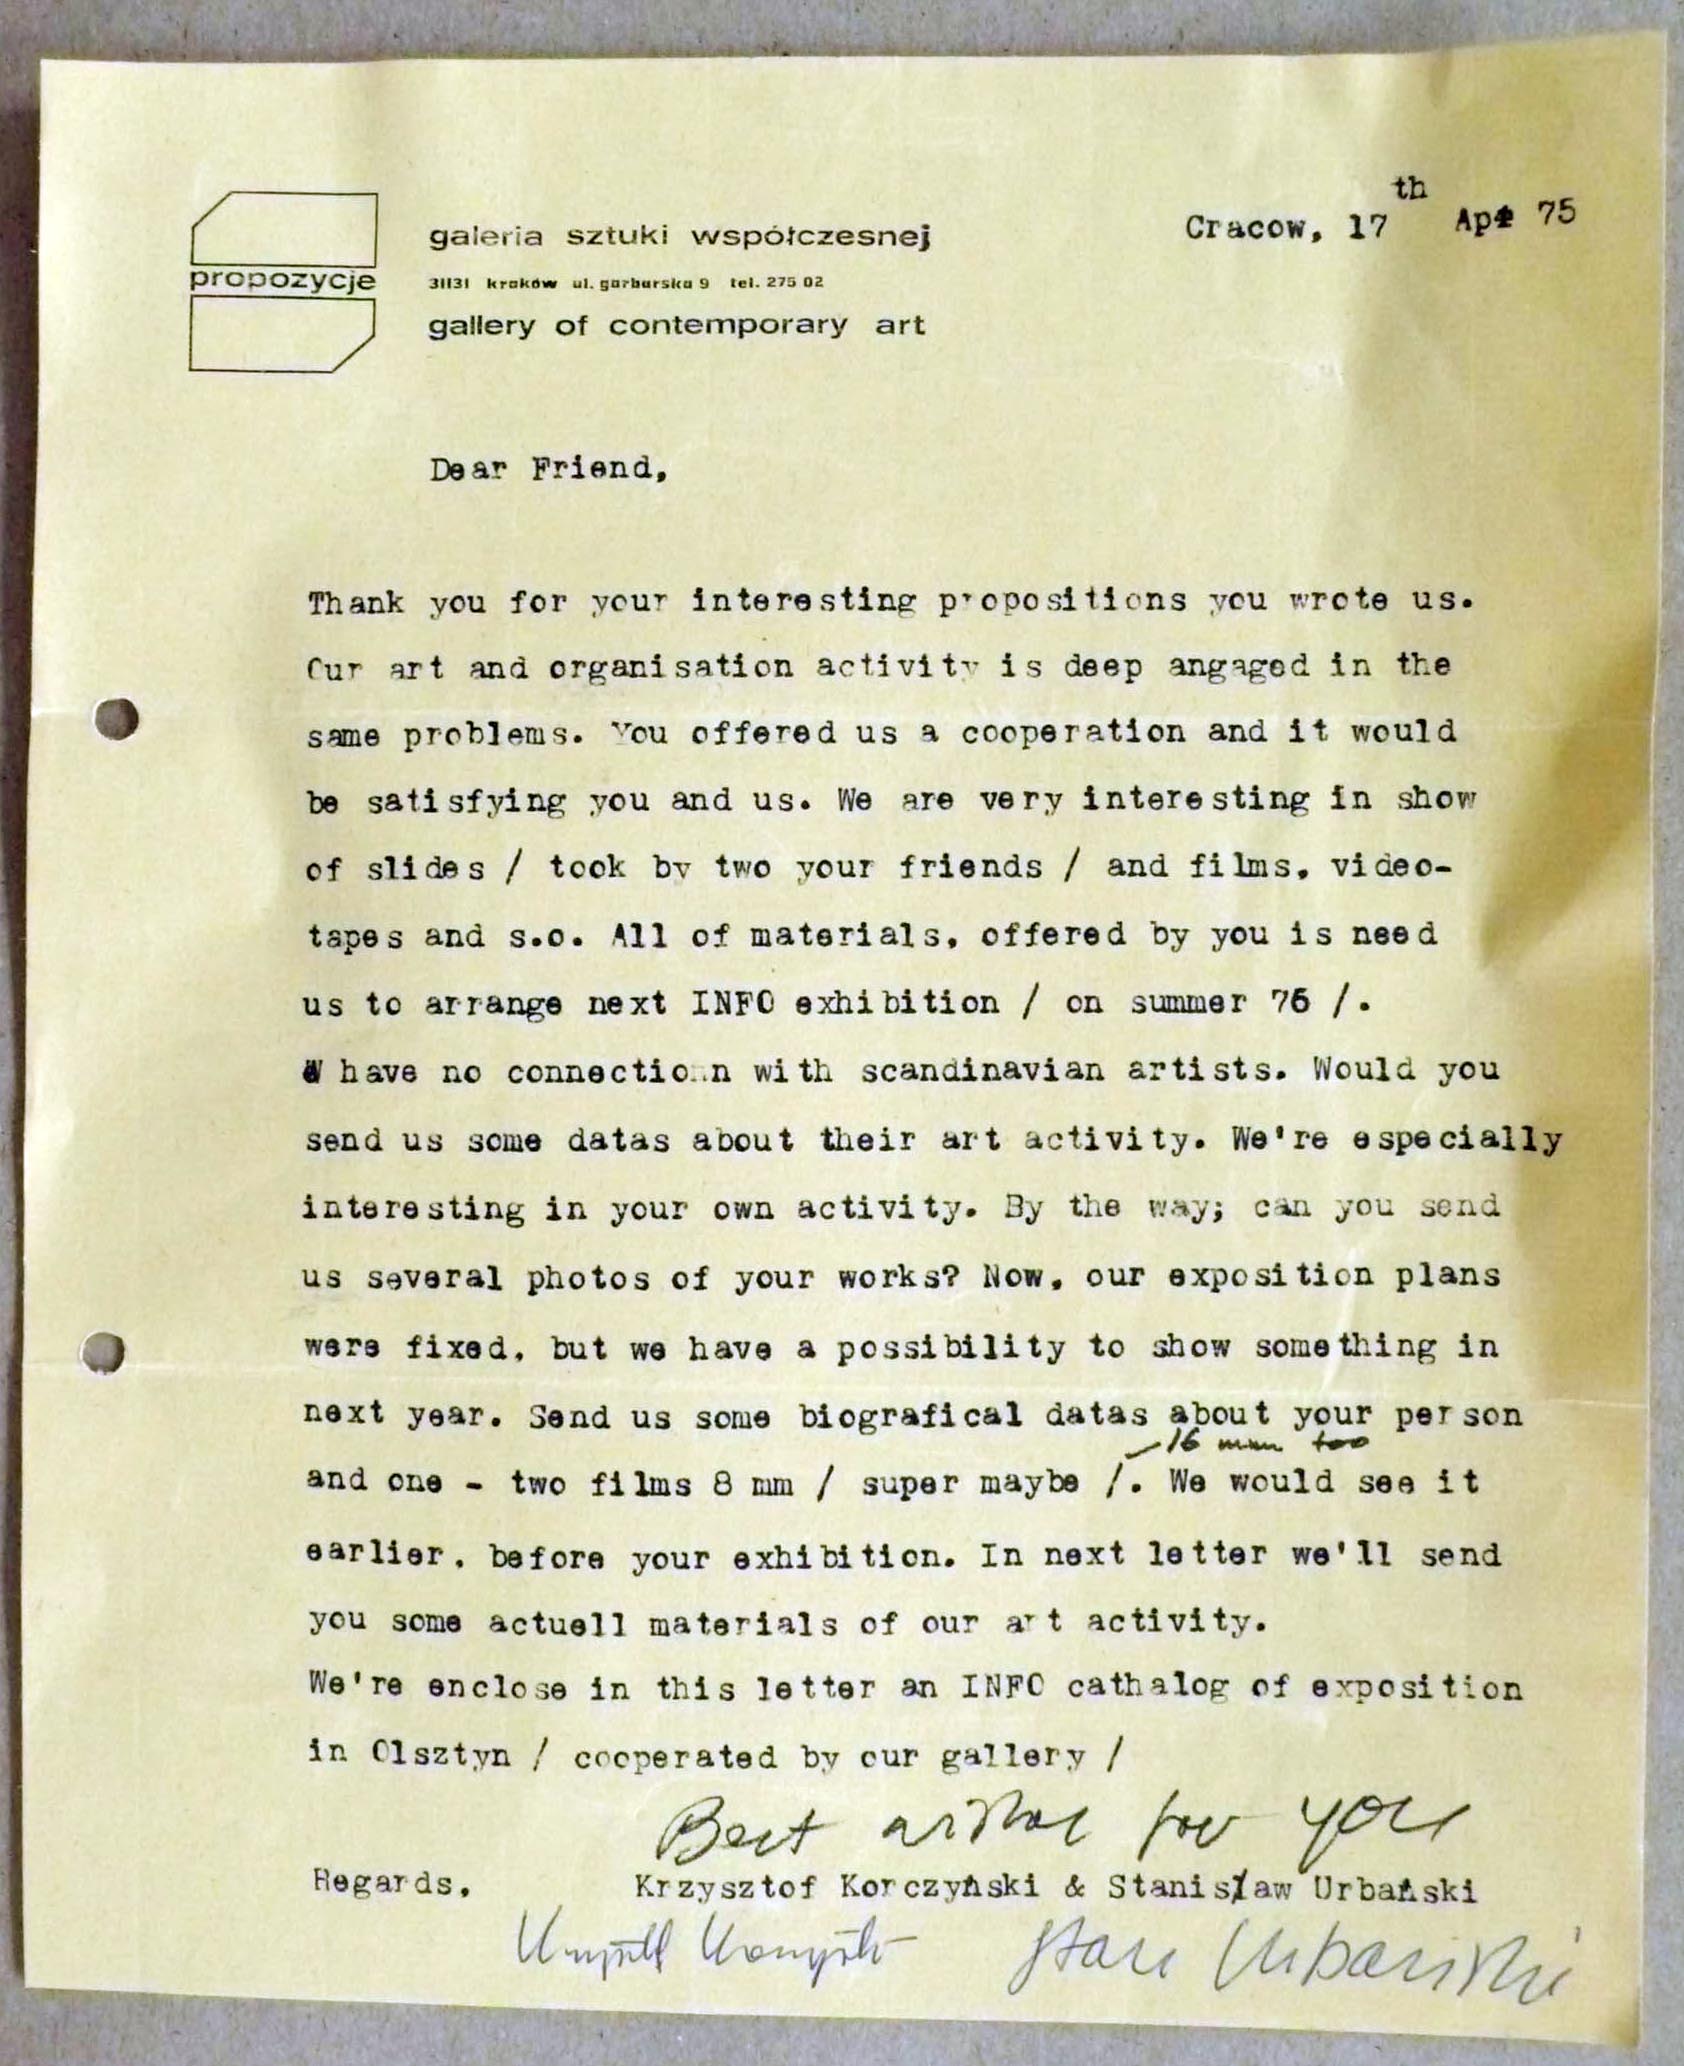 propozycje
galeria sztuki współczesnej
31131 kraków ul. garbarska 9 tel. 275 02
gallery of contemporary art
Cracow, 17th Apr 75
Dear Friend,
Thank you for your interesting propositions you wrote us.
Our art and organisation activity is deep angaged in the
same problems. You offered us a cooperation and it would
be satisfying you and us. We are very interesting in show
of slides / took by two your friends / and films, video-
tapes and s.o. All of materials, offered by you is need
us to arrange next INFO exhibition / on summer 76 /.
W have no connectionn with scandinavian artists. Would you
send us some datas about their art activity. We're especially
interesting in your own activity. By the way; can you send
us several photos of your works? Now, our exposition plans
were fixed, but we have a possibility to show something in
next year. Send us some biografical datas about your person
16 mm too
and one - two films 8 mm / super maybe /. We would see it
earlier, before your exhibition. In next letter we'll send
you some actuell materials of our art activity.
We're enclose in this letter an INFO cathalog of exposition
in Olsztyn / cooperated by our gallery /
Best wishes for you
Regards, Krzysztof Korczyński & Stanisław Urbański
Stan Urbański